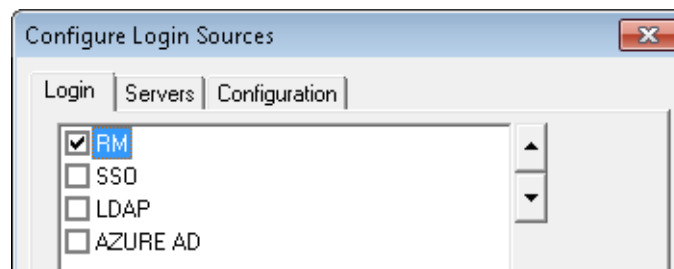 Configure Login Sources
Login Servers Configuration
RM
SSO
LDAP
AZURE AD